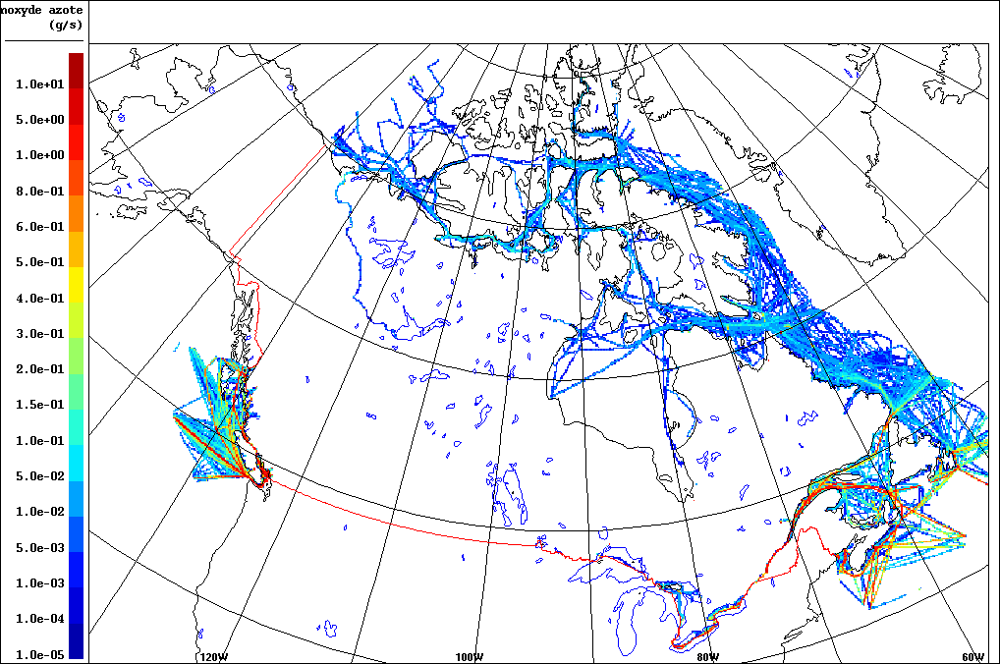 noxyde azote
(g/s)
1.0e+01
5.0e+00
1.0e+00
8.0e-01
6.0e-01
5.0e-01
4.0e-01
3.0e-01
2.0e-01
1.5e-01
1.0e-01
5.0e-02
1.0e-02
5.0e-03
1.0e-03
1.0e-04
1.0e-05
120W 100W 80W 60W